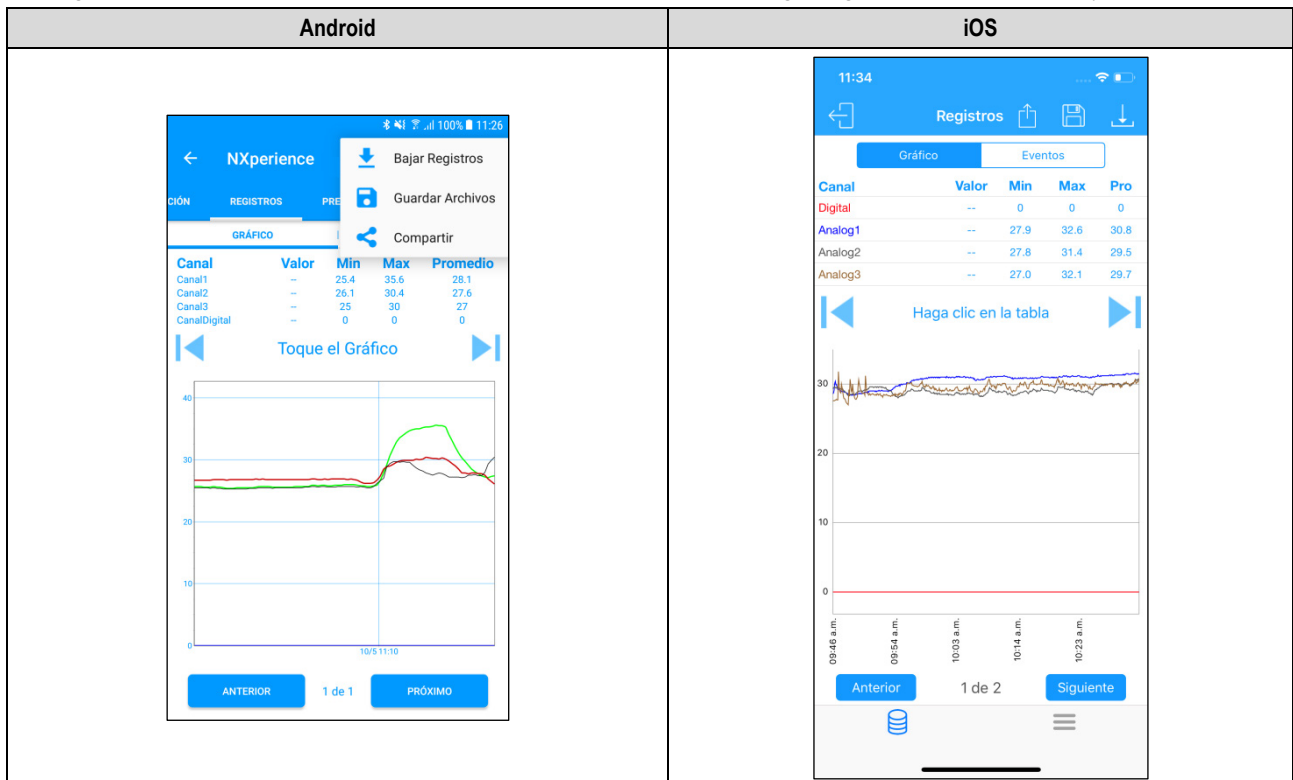 Android
iOS
100% 11:26
NXperience
Bajar Registros
CIÓN REGISTROS PRE
Guardar Archivos
GRÁFICO
Compartir
Canal Valor Min Max Promedio
Canal1 -- 25.4 35.6 28.1
Canal2 -- 26.1 30.4 27.6
Canal3 -- 25 30 27
CanalDigital -- 0 0 0
Toque el Gráfico
40
30
20
10
0
10/5 11:10
ANTERIOR 1 de 1 PRÓXIMO
11:34
Registros
Gráfico Eventos
Canal Valor Min Max Pro
Digital -- 0 0 0
Analog1 -- 27.9 32.6 30.8
Analog2 -- 27.8 31.4 29.5
Analog3 -- 27.0 32.1 29.7
Haga clic en la tabla
30
20
10
0
09:46 a.m.
09:54 a.m.
10:03 a.m.
10:14 a.m.
10:23 a.m.
Anterior 1 de 2 Siguiente